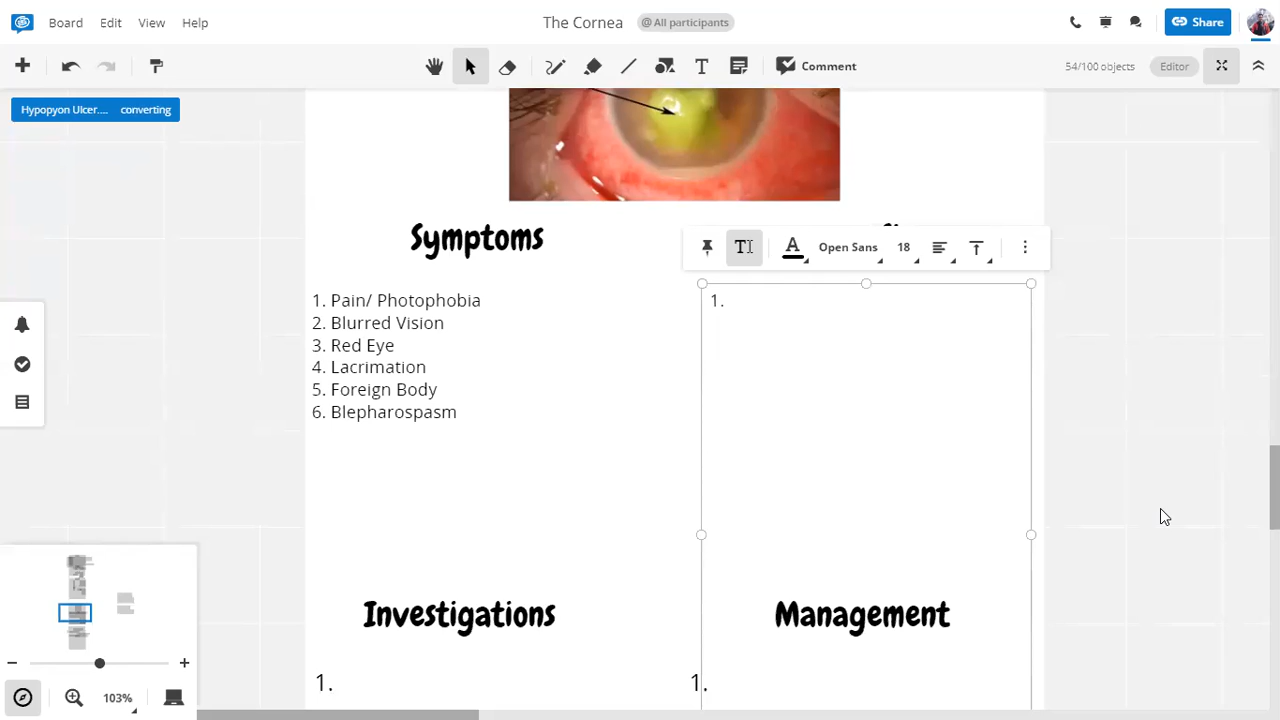 Board Edit View Help
The Cornea
@ All participants
Share
Comment
54/100 objects
Editor
Hypopyon Ulcer.... converting
Symptoms
Open Sans 18
1. Pain/ Photophobia
2. Blurred Vision
3. Red Eye
4. Lacrimation
5. Foreign Body
6. Blepharospasm
1.
Investigations
Management
1.
1.
103%